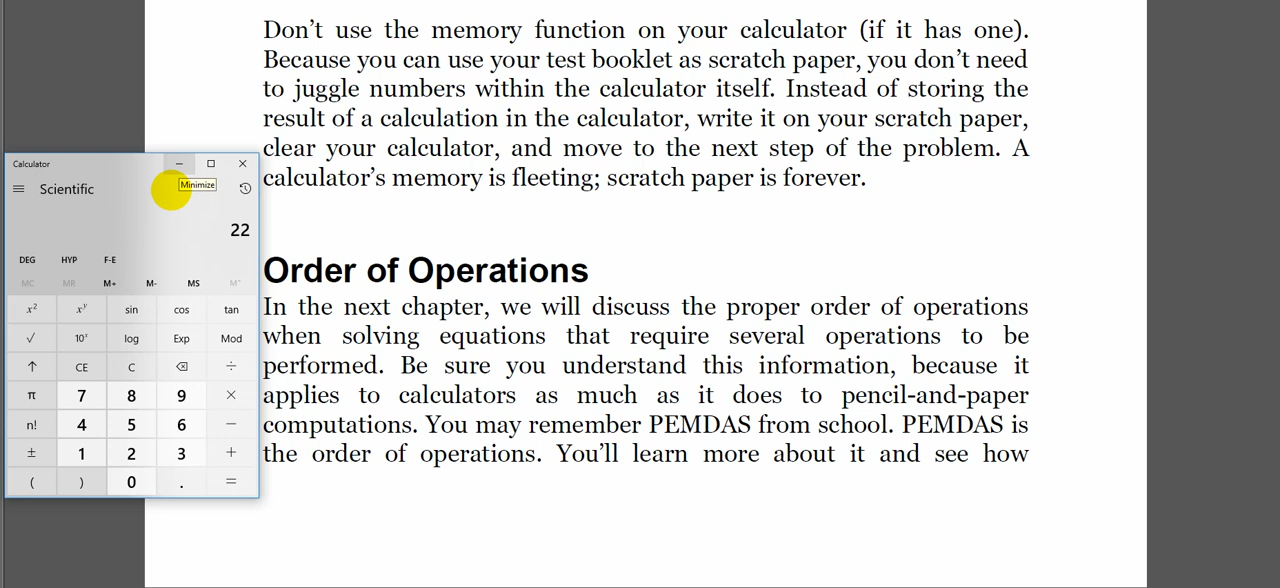 Don’t use the memory function on your calculator (if it has one).
Because you can use your test booklet as scratch paper, you don’t need
to juggle numbers within the calculator itself. Instead of storing the
result of a calculation in the calculator, write it on your scratch paper,
clear your calculator, and move to the next step of the problem. A
calculator’s memory is fleeting; scratch paper is forever.
Order of Operations
In the next chapter, we will discuss the proper order of operations
when solving equations that require several operations to be
performed. Be sure you understand this information, because it
applies to calculators as much as it does to pencil-and-paper
computations. You may remember PEMDAS from school. PEMDAS is
the order of operations. You’ll learn more about it and see how
Calculator
Minimize
Scientific
22
DEG HYP F-E
MC MR M+ M- MS M˅
x² xʸ sin cos tan
√ 10ˣ log Exp Mod
↑ CE C ⌫ ÷
π 7 8 9 ×
n! 4 5 6 −
± 1 2 3 +
( ) 0 . =